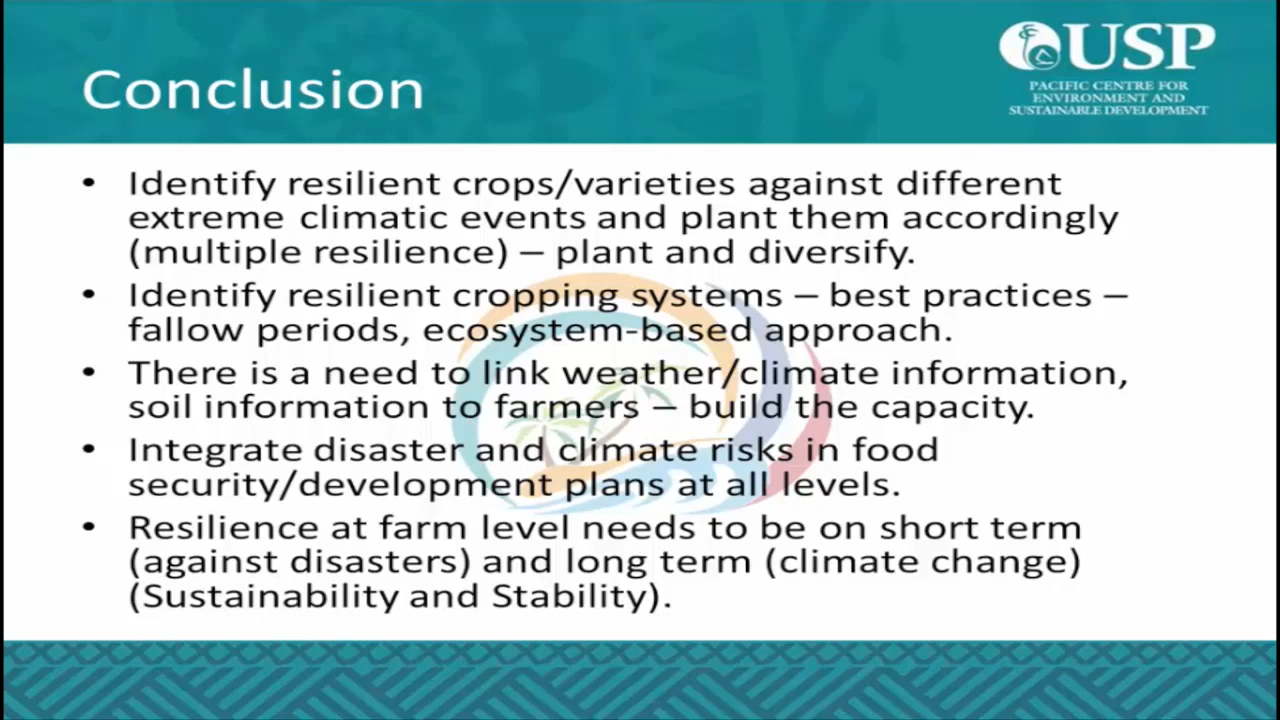 Conclusion
USP
PACIFIC CENTRE FOR
ENVIRONMENT AND
SUSTAINABLE DEVELOPMENT
• Identify resilient crops/varieties against different
extreme climatic events and plant them accordingly
(multiple resilience) – plant and diversify.
• Identify resilient cropping systems – best practices –
fallow periods, ecosystem-based approach.
• There is a need to link weather/climate information,
soil information to farmers – build the capacity.
• Integrate disaster and climate risks in food
security/development plans at all levels.
• Resilience at farm level needs to be on short term
(against disasters) and long term (climate change)
(Sustainability and Stability).